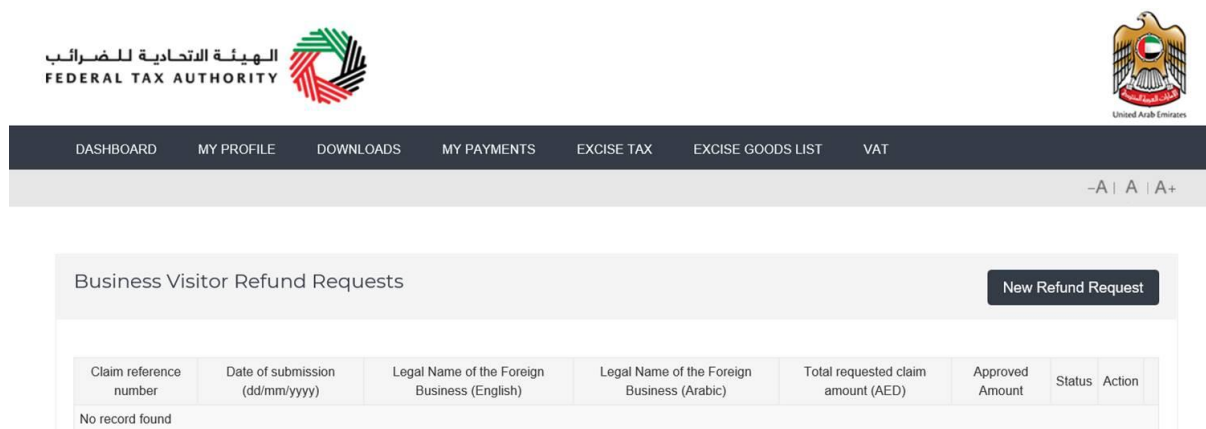 الـهيـئـة الاتحـاديـة لـلـضـرائـب
FEDERAL TAX AUTHORITY
United Arab Emirates
DASHBOARD MY PROFILE DOWNLOADS MY PAYMENTS EXCISE TAX EXCISE GOODS LIST VAT
-A | A | A+
Business Visitor Refund Requests
New Refund Request
Claim reference number
Date of submission (dd/mm/yyyy)
Legal Name of the Foreign Business (English)
Legal Name of the Foreign Business (Arabic)
Total requested claim amount (AED)
Approved Amount
Status
Action
No record found